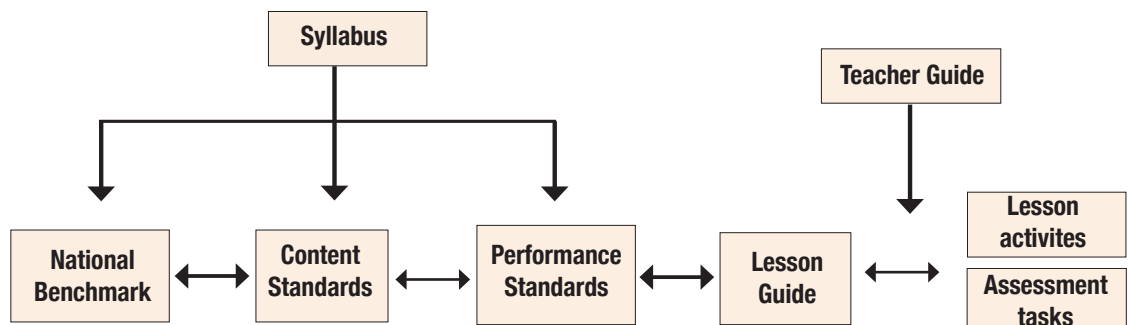 Syllabus
Teacher Guide
National
Benchmark
Content
Standards
Performance
Standards
Lesson
Guide
Lesson
activites
Assessment
tasks